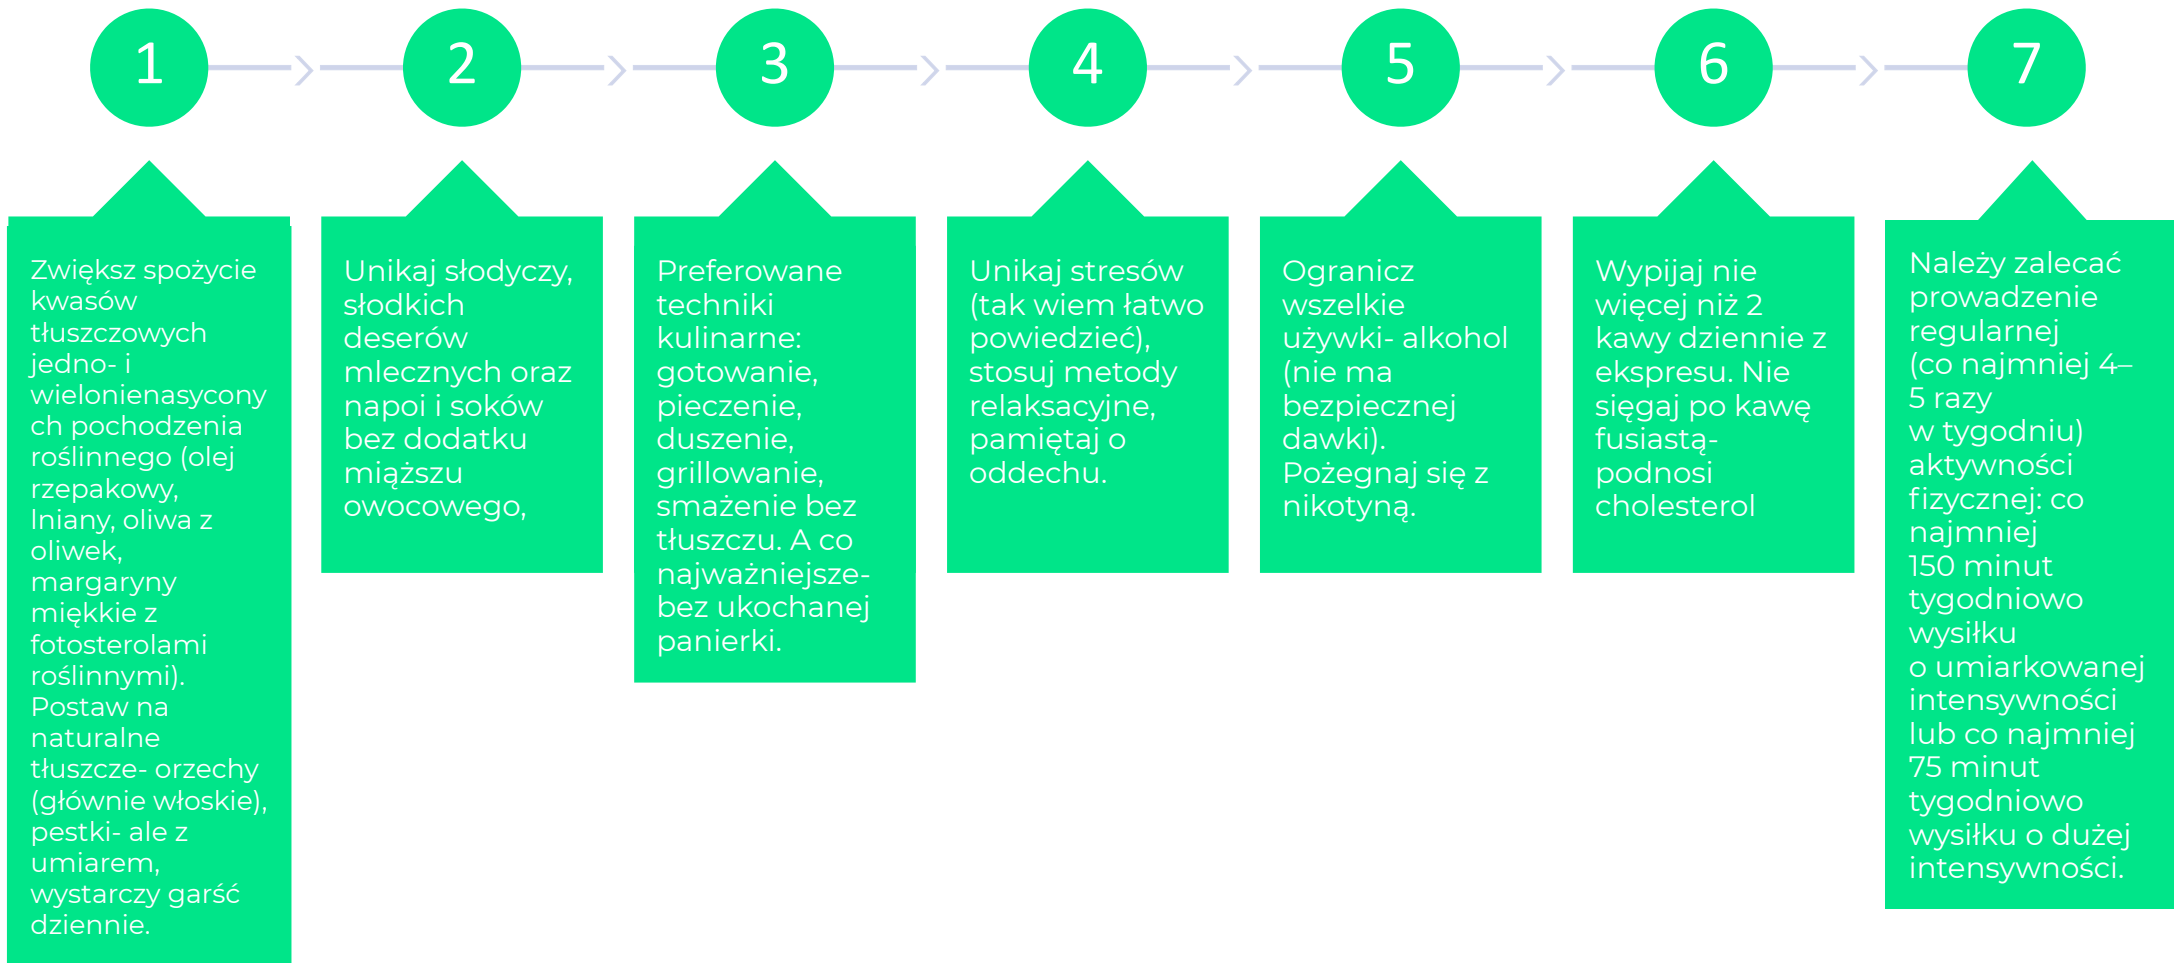 1
2
3
4
5
6
7
Zwiększ spożycie
kwasów
tłuszczowych
jedno- i
wielonienasycony
ch pochodzenia
roślinnego (olej
rzepakowy,
lniany, oliwa z
oliwek,
margaryny
miękkie z
fotosterolami
roślinnymi).
Postaw na
naturalne
tłuszcze- orzechy
(głównie włoskie),
pestki- ale z
umiarem,
wystarczy garść
dziennie.
Unikaj słodyczy,
słodkich
deserów
mlecznych oraz
napoi i soków
bez dodatku
miąższu
owocowego,
Preferowane
techniki
kulinarne:
gotowanie,
pieczenie,
duszenie,
grillowanie,
smażenie bez
tłuszczu. A co
najważniejsze-
bez ukochanej
panierki.
Unikaj stresów
(tak wiem łatwo
powiedzieć),
stosuj metody
relaksacyjne,
pamiętaj o
oddechu.
Ogranicz
wszelkie
używki- alkohol
(nie ma
bezpiecznej
dawki).
Pożegnaj się z
nikotyną.
Wypijaj nie
więcej niż 2
kawy dziennie z
ekspresu. Nie
sięgaj po kawę
fusiastą-
podnosi
cholesterol
Należy zalecać
prowadzenie
regularnej
(co najmniej 4–
5 razy
w tygodniu)
aktywności
fizycznej: co
najmniej
150 minut
tygodniowo
wysiłku
o umiarkowanej
intensywności
lub co najmniej
75 minut
tygodniowo
wysiłku o dużej
intensywności.